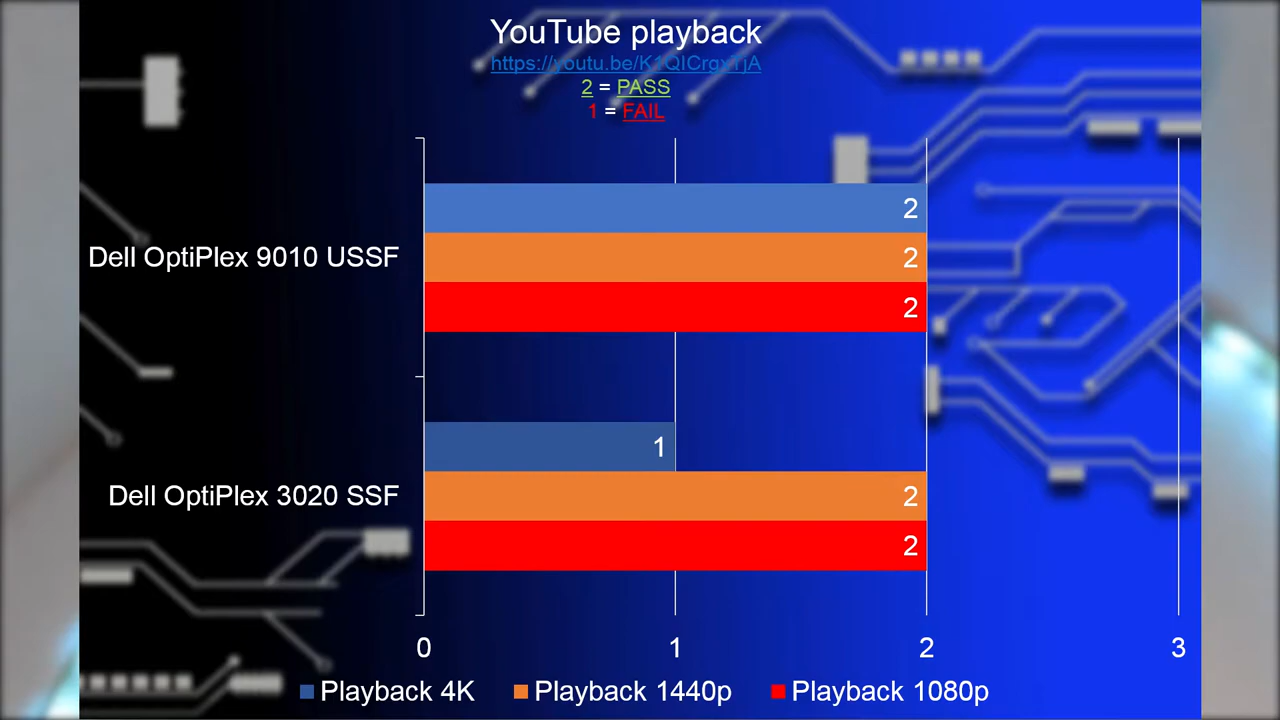 YouTube playback
2 = PASS
1 = FAIL
2
Dell OptiPlex 9010 USSF
2
2
1
Dell OptiPlex 3020 SSF
2
2
0
1
2
3
Playback 4K
Playback 1440p
Playback 1080p